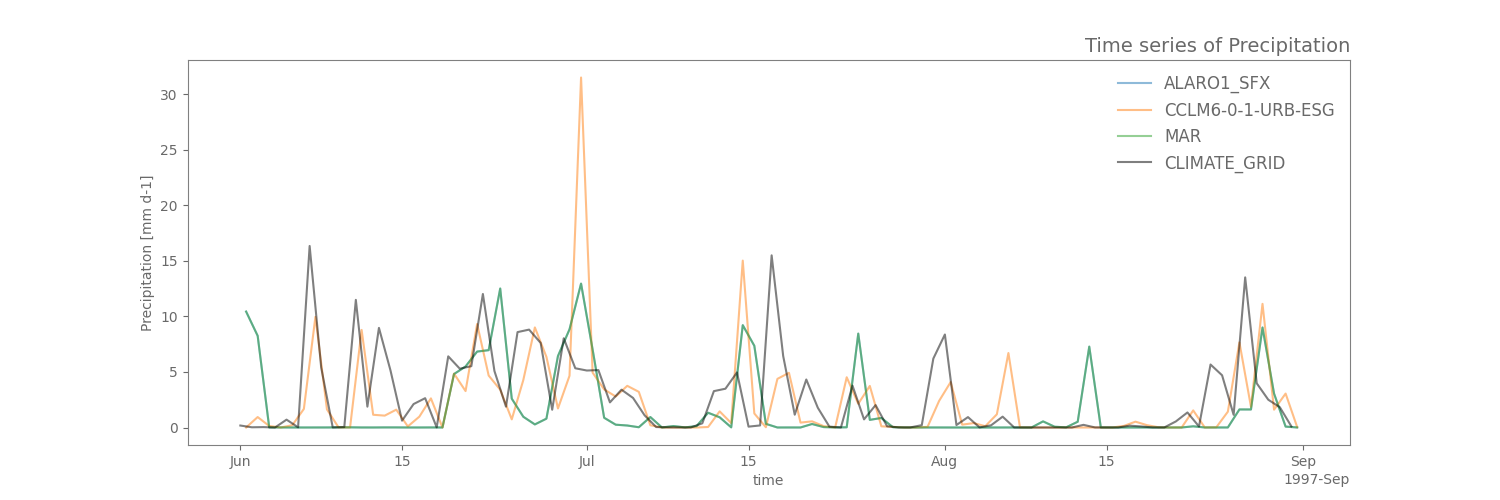 Time series of Precipitation
ALARO1_SFX
CCLM6-0-1-URB-ESG
MAR
CLIMATE_GRID
Precipitation [mm d-1]
30
25
20
15
10
5
0
Jun 15 Jul 15 Aug 15 Sep
time
1997-Sep